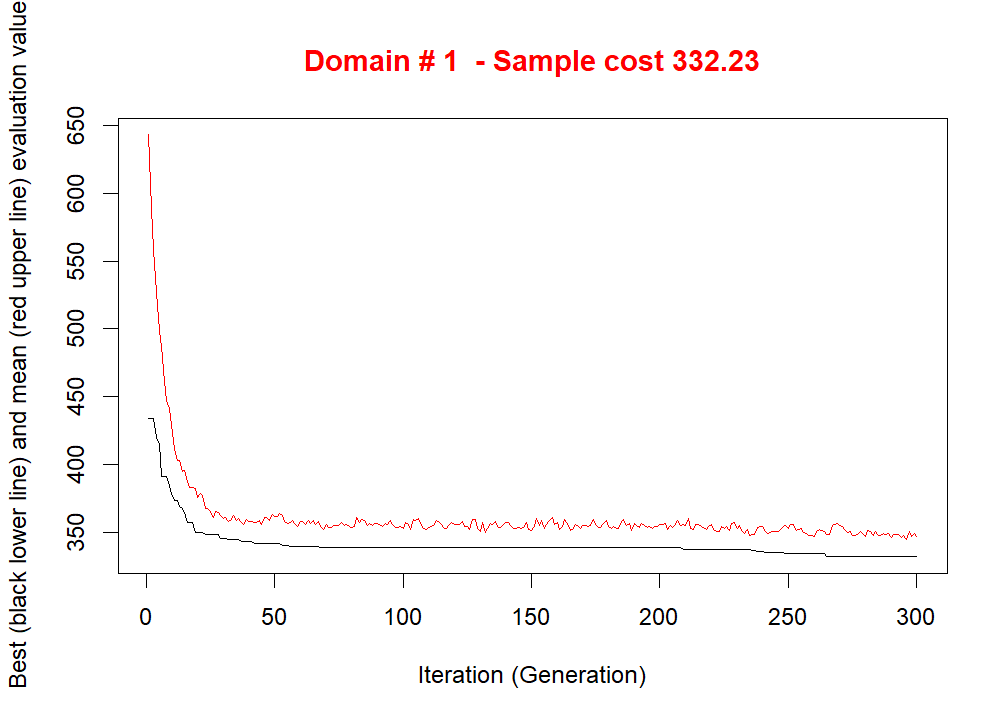 Domain # 1  - Sample cost 332.23
Best (black lower line) and mean (red upper line) evaluation value
650
600
550
500
450
400
350
0 50 100 150 200 250 300
Iteration (Generation)